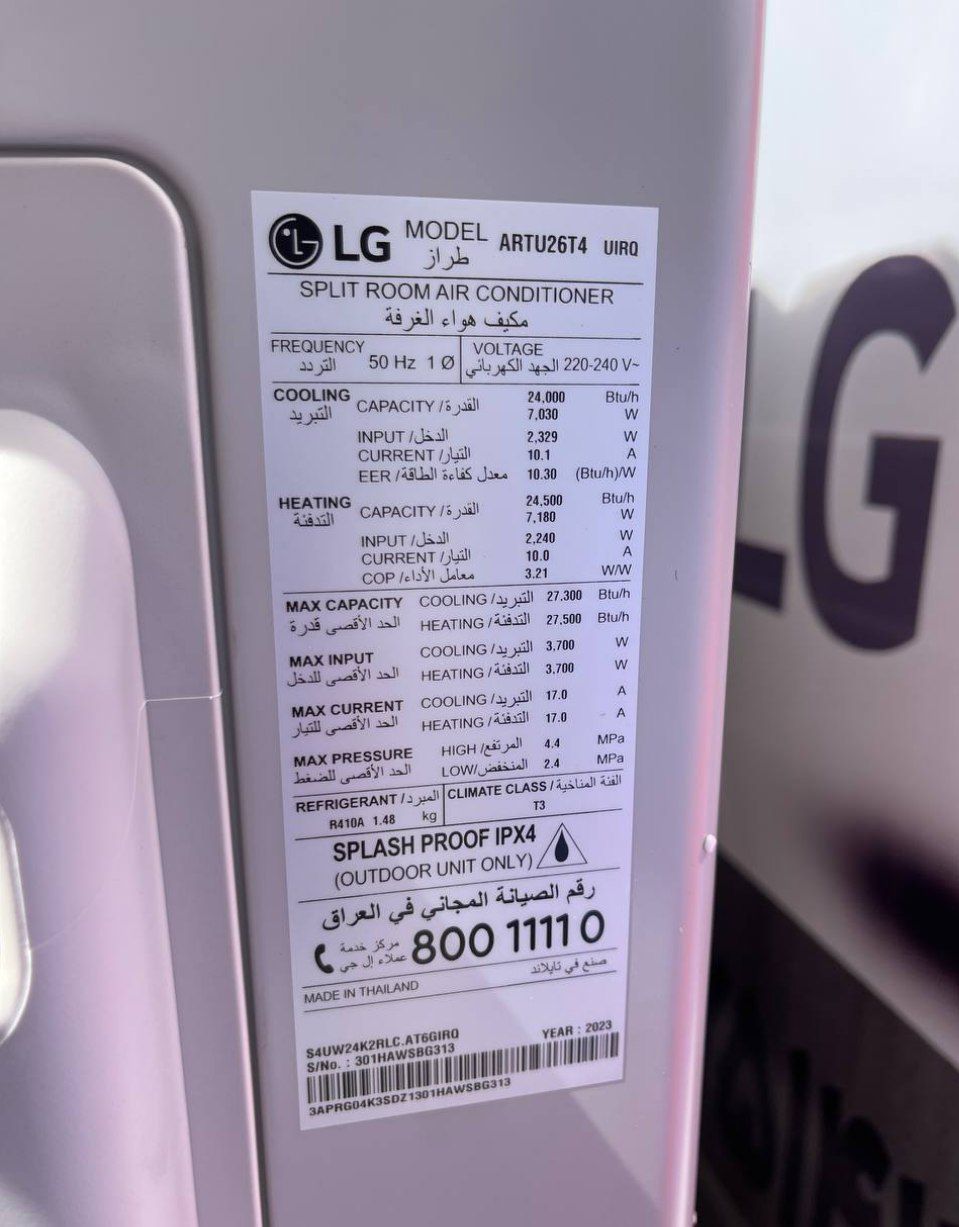 LG MODEL ARTU26T4 UIRQ
طراز
SPLIT ROOM AIR CONDITIONER
مكيف هواء الغرفة
FREQUENCY 50 Hz 1 Ø VOLTAGE 220-240 V~
التردد الجهد الكهربائي
COOLING CAPACITY / القدرة 24,000 Btu/h
التبريد 7,030 W
INPUT / الدخل 2,329 W
CURRENT / التيار 10.1 A
EER / معدل كفاءة الطاقة 10.30 (Btu/h)/W
HEATING CAPACITY / القدرة 24,500 Btu/h
التدفئة 7,180 W
INPUT / الدخل 2,240 W
CURRENT / التيار 10.0 A
COP / معامل الأداء 3.21 W/W
MAX CAPACITY COOLING / التبريد 27.300 Btu/h
الحد الأقصى قدرة HEATING / التدفئة 27,500 Btu/h
MAX INPUT COOLING / التبريد 3.700 W
الحد الأقصى للدخل HEATING / التدفئة 3.700 W
MAX CURRENT COOLING / التبريد 17.0 A
الحد الأقصى للتيار HEATING / التدفئة 17.0 A
MAX PRESSURE HIGH / المرتفع 4.4 MPa
الحد الأقصى للضغط LOW / المنخفض 2.4 MPa
REFRIGERANT / المبرد CLIMATE CLASS / الفئة المناخية
R410A 1.48 kg T3
SPLASH PROOF IPX4
(OUTDOOR UNIT ONLY)
رقم الصيانة المجاني في العراق
مركز خدمة
عملاء إل جي
800 11110
صنع في تايلاند
MADE IN THAILAND
S4UW24K2RLC.AT6GIRQ YEAR : 2023
S/No. : 301HAWSBG313
3APRG04K3SDZ1301HAWSBG313
LG